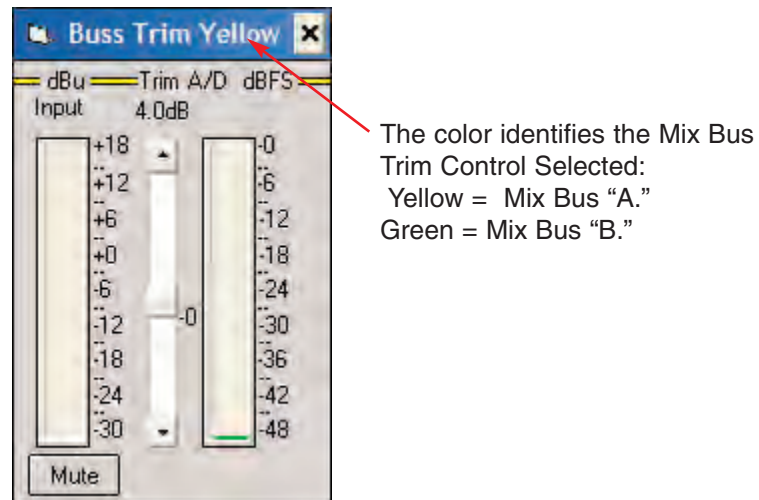 Buss Trim Yellow
dBu Trim A/D dBFS
Input 4.0dB
+18 -0
+12 -6
+6 -12
+0 -18
-6 -24
-12 -0 -30
-18 -36
-24 -42
-30 -48
Mute
The color identifies the Mix Bus
Trim Control Selected:
Yellow = Mix Bus “A.”
Green = Mix Bus “B.”